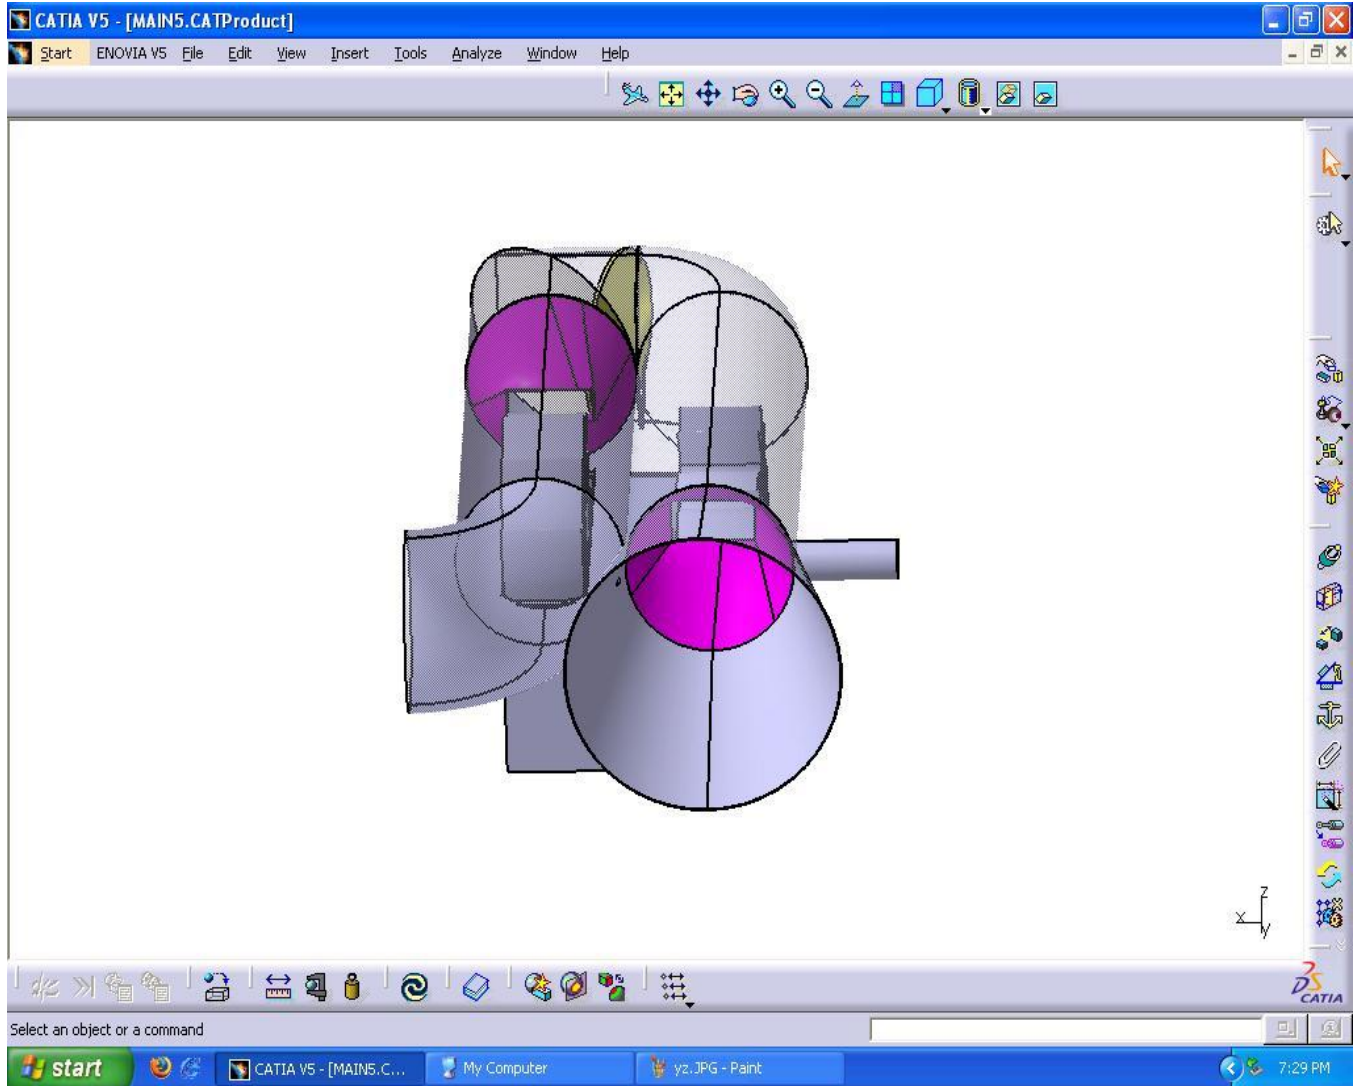 CATIA V5 - [MAIN5.CATProduct]
Start ENOVIA V5 File Edit View Insert Tools Analyze Window Help
z
x
y
DS
CATIA
Select an object or a command
start CATIA V5 - [MAIN5.C... My Computer yz.JPG - Paint 7:29 PM